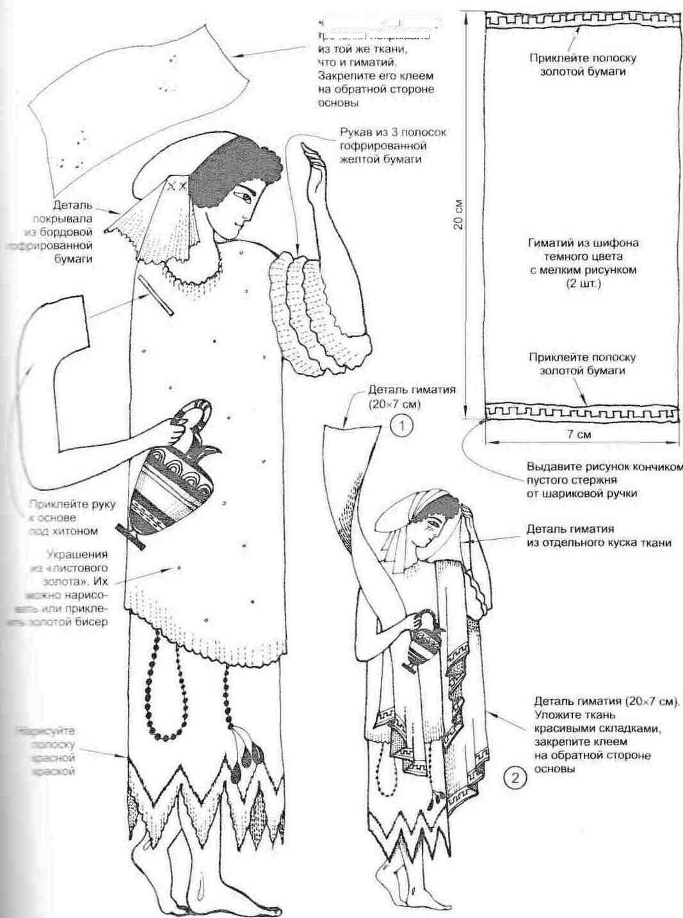 из той же ткани,
что и гиматий.
Закрепите его клеем
на обратной стороне
основы
Рукав из 3 полосок
гофрированной
желтой бумаги
Деталь
покрывала
из бордовой
гофрированной
бумаги
Приклейте полоску
золотой бумаги
20 см
Гиматий из шифона
темного цвета
с мелким рисунком
(2 шт.)
Приклейте полоску
золотой бумаги
7 см
Деталь гиматия
(20×7 см)
1
Выдавите рисунок кончиком
пустого стержня
от шариковой ручки
Приклейте руку
к основе
под хитоном
Деталь гиматия
из отдельного куска ткани
Украшения
из «листового
золота». Их
можно нарисо-
вать или прикле-
ить золотой бисер
Деталь гиматия (20×7 см).
Уложите ткань
красивыми складками,
закрепите клеем
на обратной стороне
основы
2
Нарисуйте
полоску
красной
краской